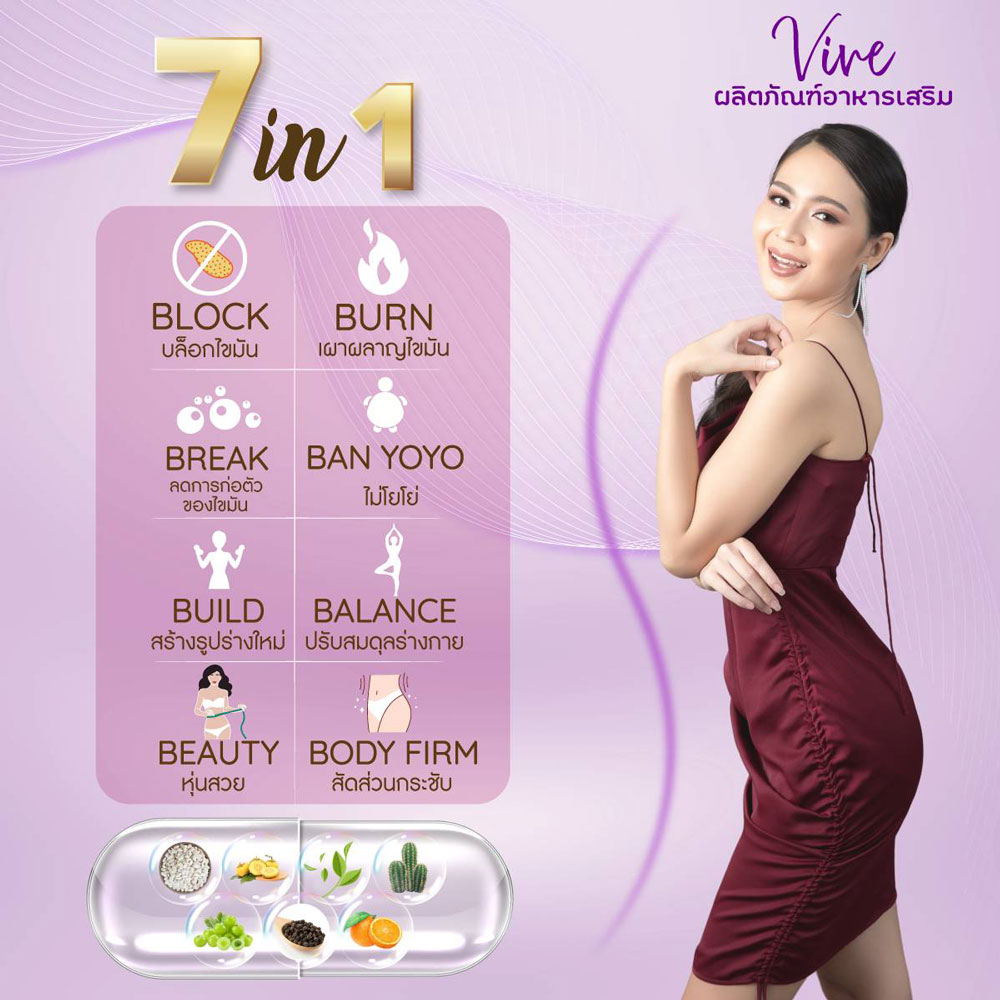 7 in 1
Vive
ผลิตภัณฑ์อาหารเสริม
BLOCK
บล็อกไขมัน
BURN
เผาผลาญไขมัน
BREAK
ลดการก่อตัว
ของไขมัน
BAN YOYO
ไม่โยโย่
BUILD
สร้างรูปร่างใหม่
BALANCE
ปรับสมดุลร่างกาย
BEAUTY
หุ่นสวย
BODY FIRM
สัดส่วนกระชับ